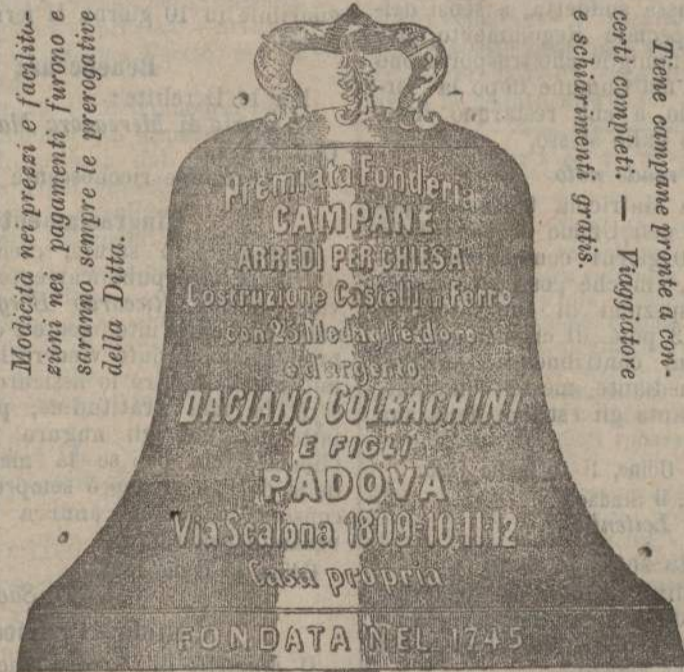 Modicità nei prezzi e facilita-
zioni nei pagamenti furono e
saranno sempre le prerogative
della Ditta.
Premiata Fonderia
CAMPANE
ARREDI PER CHIESA
Costruzione Castelli in Ferro
con 25 Medaglie d'oro
e d'argento
DACIANO COLBACHINI
E FIGLI
PADOVA
Via Scalona 1809-10-11-12
Casa propria
FONDATA NEL 1745
Tiene campane pronte a con-
certi completi — Viaggiatore
e schiarimenti gratis.